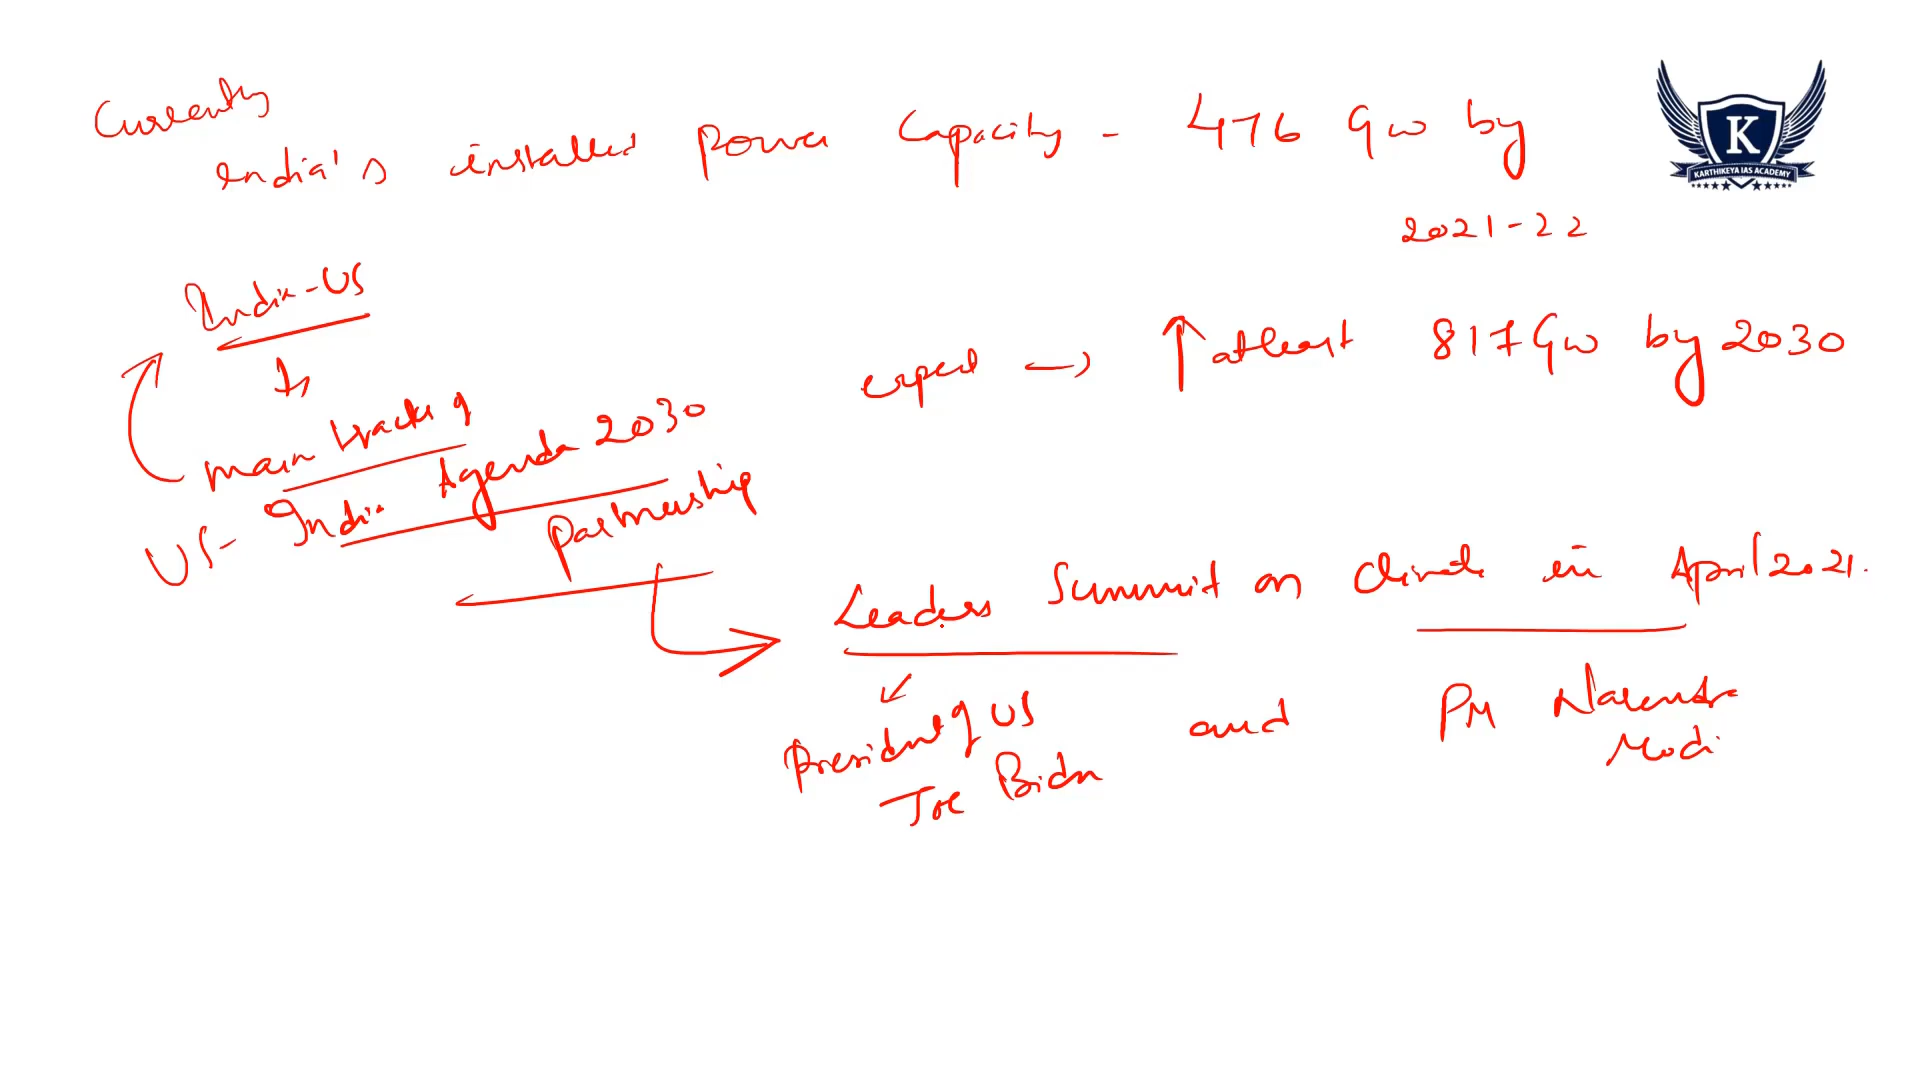 Currently
India's installed Power Capacity - 476 GW by
2021-22
India-US
main tracks of
US- India Agenda 2030
Partnership
expect → ↑ atleast 817 GW by 2030
Leaders Summit on Climate in April 2021.
President of US and PM Narendra
Joe Biden Modi
K
KARTHIKEYA IAS ACADEMY